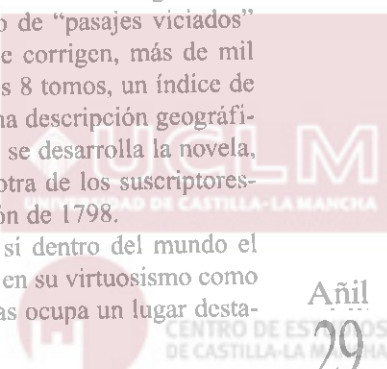 o de “pasajes viciados”
e corrigen, más de mil
s 8 tomos, un índice de
na descripción geográfi-
se desarrolla la novela,
otra de los suscriptores-
ón de 1798.
si dentro del mundo el
en su virtuosismo como
as ocupa un lugar desta-
UCLM
UNIVERSIDAD DE CASTILLA-LA MANCHA
Añil
29
CENTRO DE ESTUDIOS
DE CASTILLA-LA MANCHA